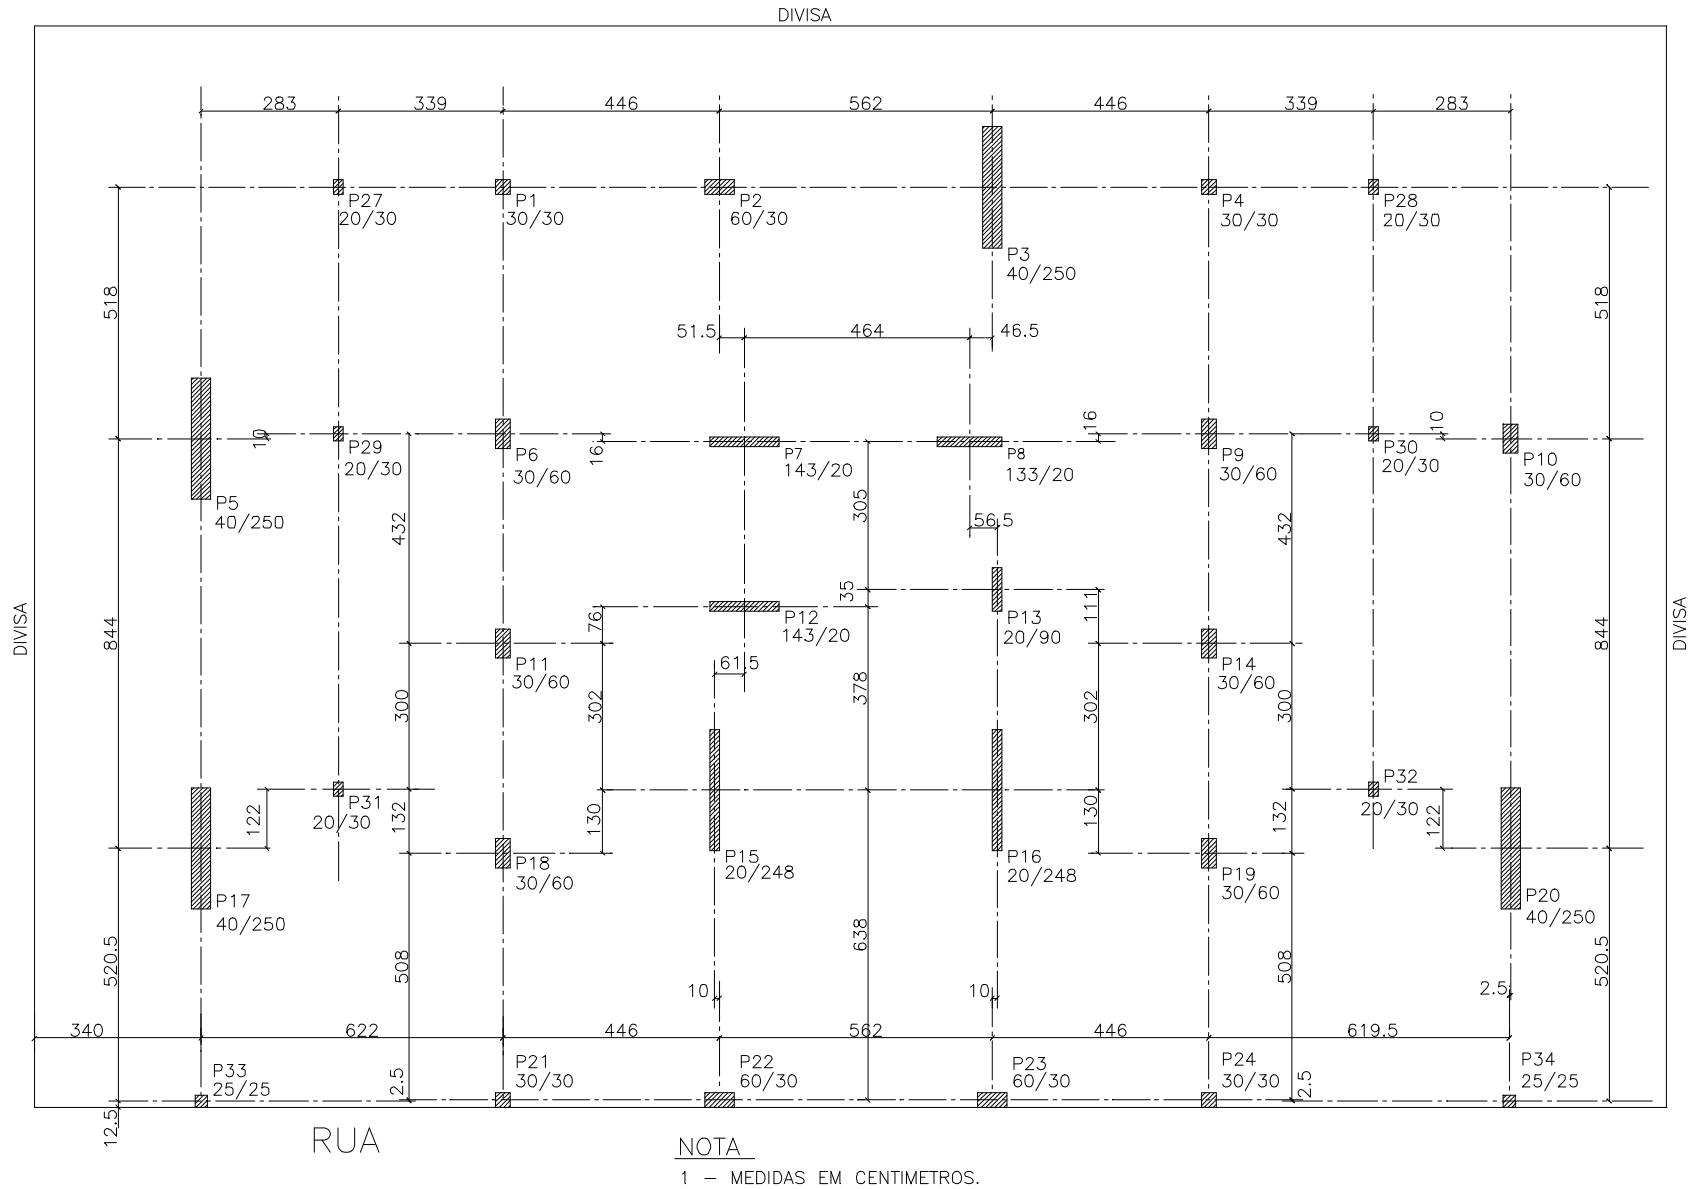 DIVISA
283
339
446
562
446
339
283
P27
20/30
P1
30/30
P2
60/30
P3
40/250
P4
30/30
P28
20/30
518
518
51.5
464
46.5
10
P29
20/30
P6
30/60
16
P7
143/20
P8
133/20
16
P9
30/60
P30
20/30
10
P10
30/60
P5
40/250
432
305
56.5
432
DIVISA
844
76
P12
143/20
35
P13
20/90
111
844
DIVISA
P11
30/60
61.5
P14
30/60
300
302
378
302
300
122
P31
20/30
132
130
130
132
P32
20/30
122
P18
30/60
P15
20/248
P16
20/248
P19
30/60
P17
40/250
P20
40/250
520.5
508
638
508
520.5
10
10
2.5
340
622
446
562
446
619.5
P33
25/25
2.5
P21
30/30
P22
60/30
P23
60/30
P24
30/30
2.5
P34
25/25
12.5
RUA
NOTA
1 - MEDIDAS EM CENTIMETROS.